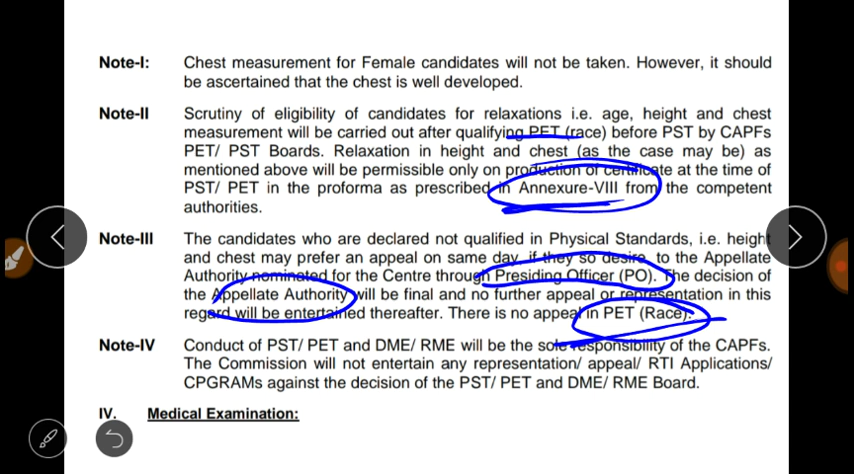 Note-I: Chest measurement for Female candidates will not be taken. However, it should
be ascertained that the chest is well developed.
Note-II Scrutiny of eligibility of candidates for relaxations i.e. age, height and chest
measurement will be carried out after qualifying PET (race) before PST by CAPFs
PET/ PST Boards. Relaxation in height and chest (as the case may be) as
mentioned above will be permissible only on production of certificate at the time of
PST/ PET in the proforma as prescribed in Annexure-VIII from the competent
authorities.
Note-III The candidates who are declared not qualified in Physical Standards, i.e. height
and chest may prefer an appeal on same day, if they so desire, to the Appellate
Authority nominated for the Centre through Presiding Officer (PO). The decision of
the Appellate Authority will be final and no further appeal or representation in this
regard will be entertained thereafter. There is no appeal in PET (Race).
Note-IV Conduct of PST/ PET and DME/ RME will be the sole responsibility of the CAPFs.
The Commission will not entertain any representation/ appeal/ RTI Applications/
CPGRAMs against the decision of the PST/ PET and DME/ RME Board.
IV. Medical Examination: